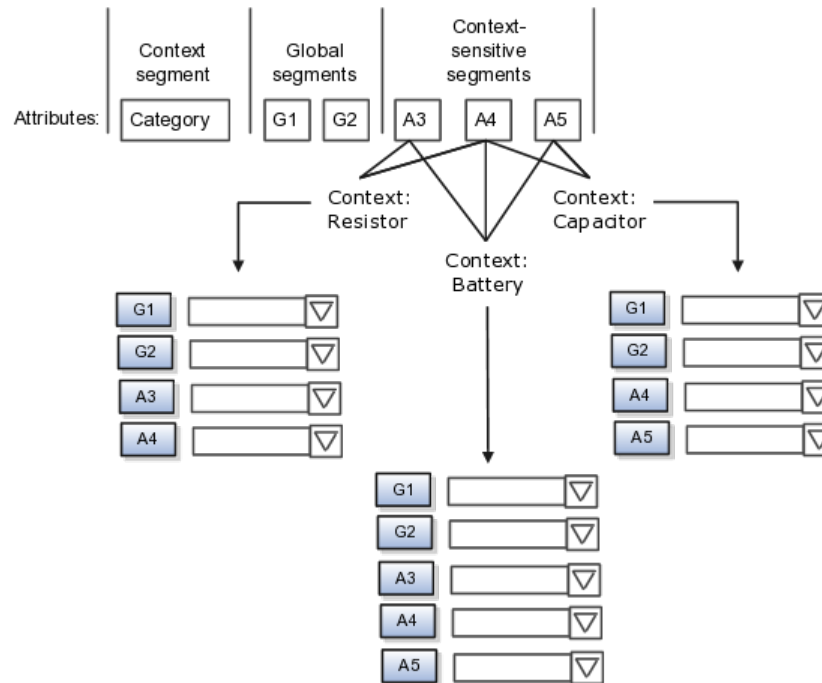 Context
segment
Global
segments
Context-
sensitive
segments
Attributes:
Category
G1
G2
A3
A4
A5
Context:
Resistor
Context:
Capacitor
Context:
Battery
G1
G2
A3
A4
G1
G2
A4
A5
G1
G2
A3
A4
A5